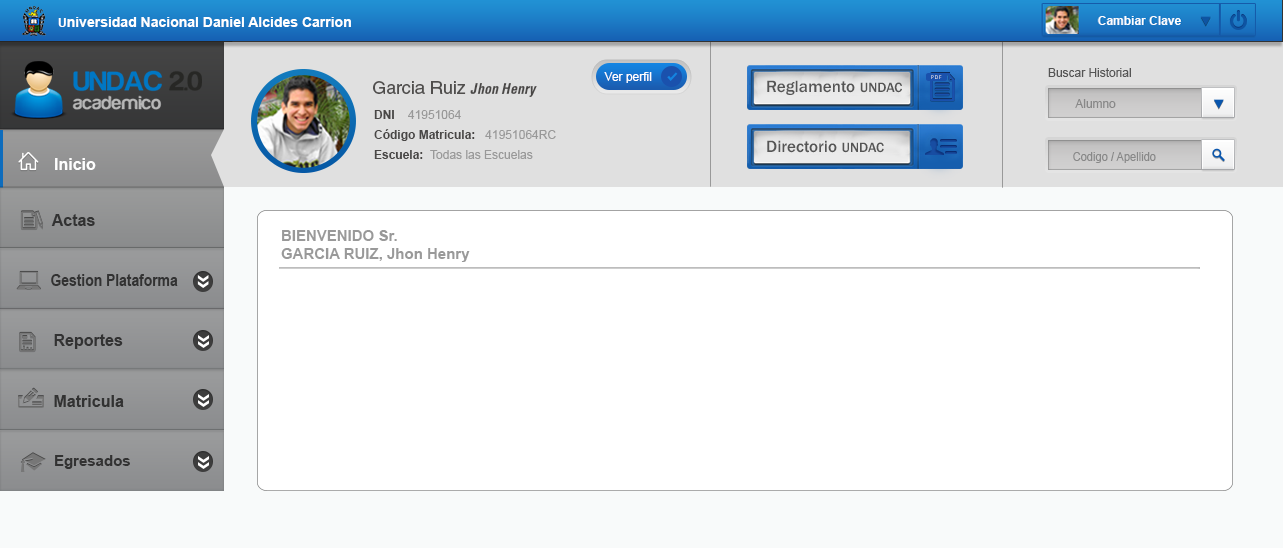 Universidad Nacional Daniel Alcides Carrion
Cambiar Clave
UNDAC 2.0
academico
Inicio
Actas
Gestion Plataforma
Reportes
Matricula
Egresados
Garcia Ruiz Jhon Henry
Ver perfil
DNI 41951064
Código Matricula: 41951064RC
Escuela: Todas las Escuelas
Reglamento UNDAC
PDF
Directorio UNDAC
Buscar Historial
Alumno
Codigo / Apellido
BIENVENIDO Sr.
GARCIA RUIZ, Jhon Henry